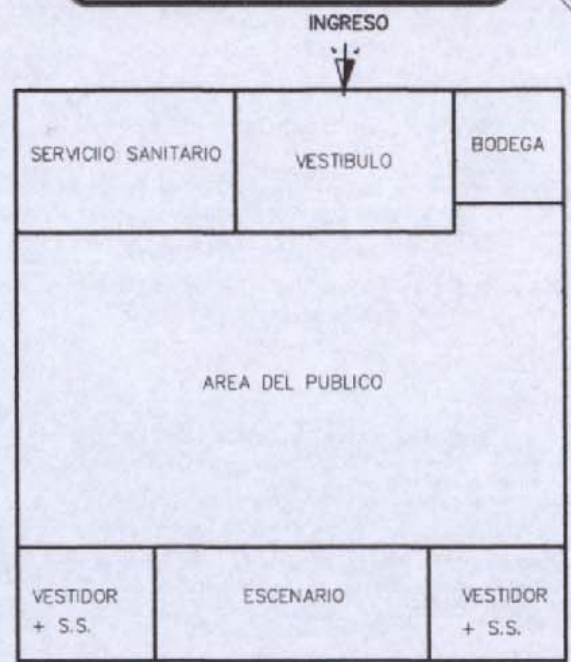 INGRESO
SERVICIIO SANITARIO
VESTIBULO
BODEGA
AREA DEL PUBLICO
VESTIDOR
+ S.S.
ESCENARIO
VESTIDOR
+ S.S.